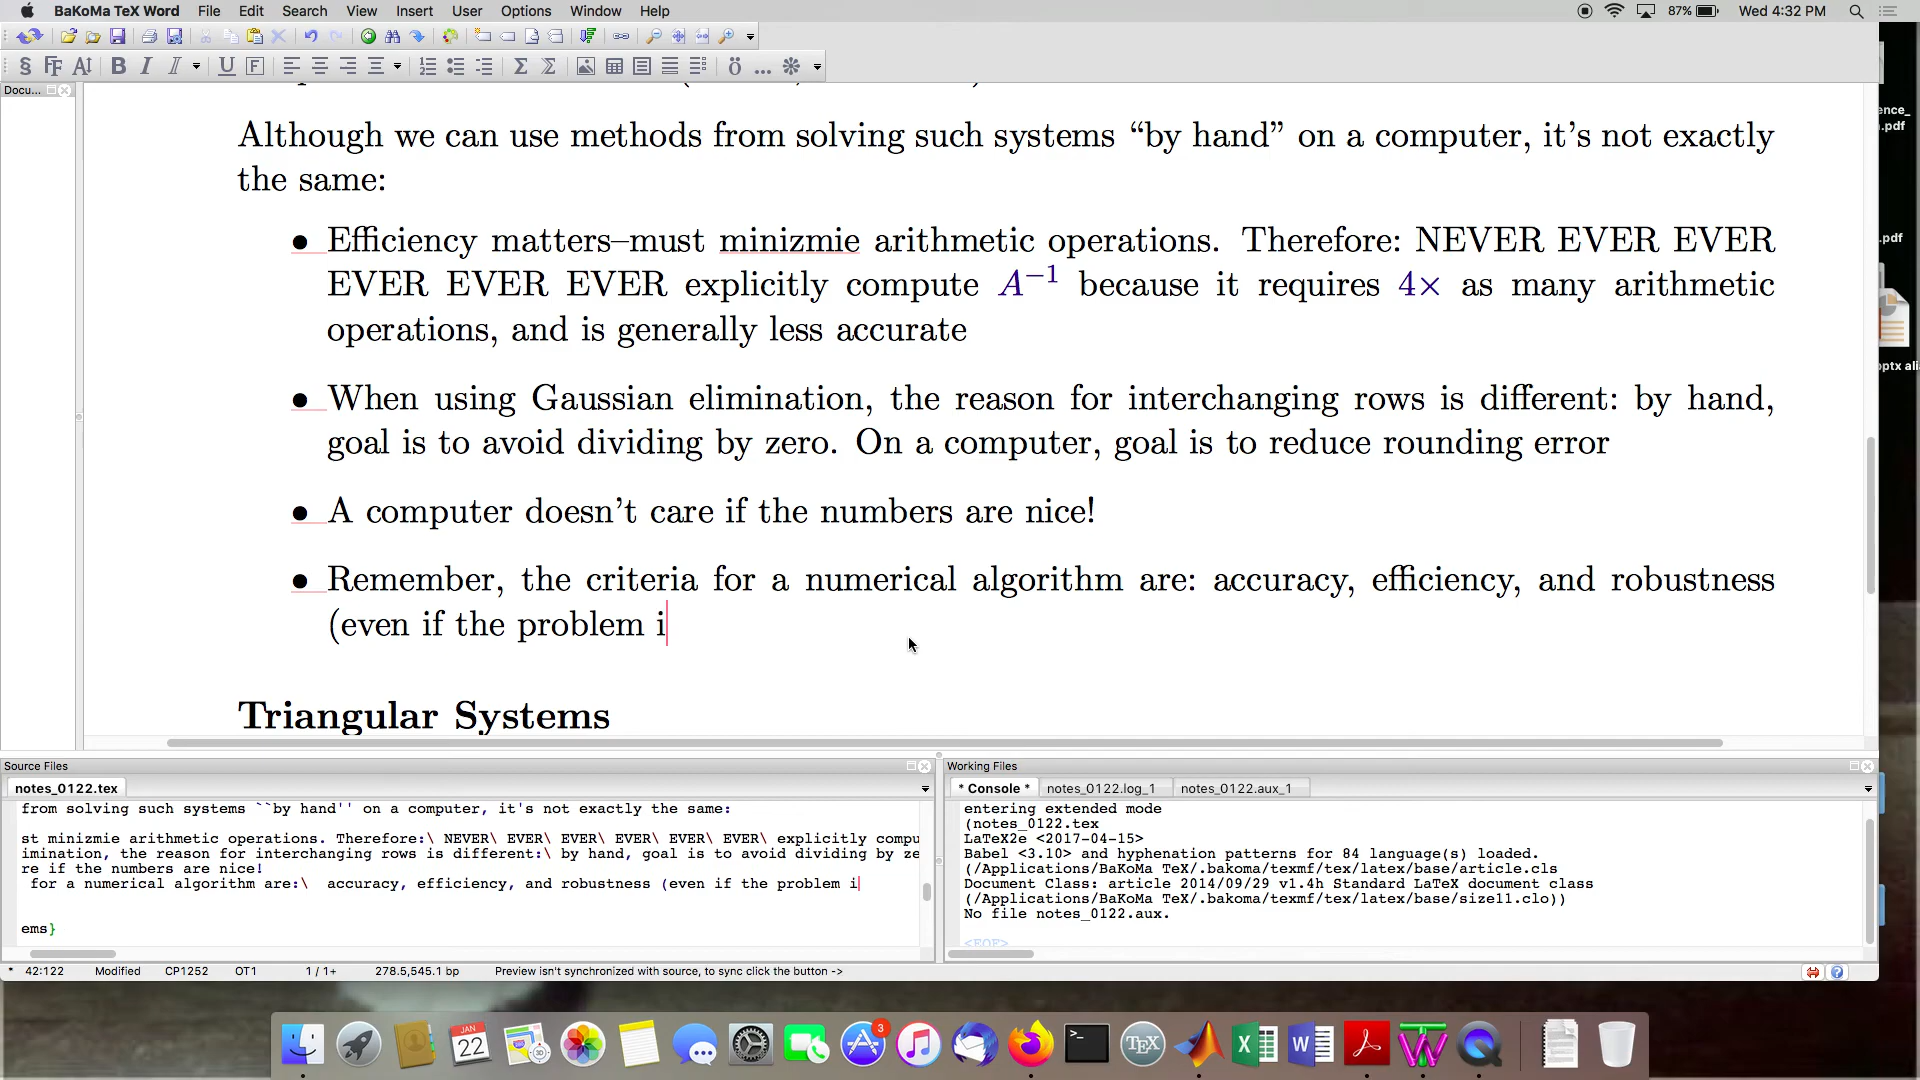 BaKoMa TeX Word File Edit Search View Insert User Options Window Help 87% Wed 4:32 PM
Docu...
Although we can use methods from solving such systems “by hand” on a computer, it’s not exactly
the same:
• Efficiency matters–must minizmie arithmetic operations. Therefore: NEVER EVER EVER
EVER EVER EVER explicitly compute A⁻¹ because it requires 4× as many arithmetic
operations, and is generally less accurate
• When using Gaussian elimination, the reason for interchanging rows is different: by hand,
goal is to avoid dividing by zero. On a computer, goal is to reduce rounding error
• A computer doesn’t care if the numbers are nice!
• Remember, the criteria for a numerical algorithm are: accuracy, efficiency, and robustness
(even if the problem i
Triangular Systems
ence_
.pdf
.pdf
pptx ali
Source Files
notes_0122.tex
from solving such systems ``by hand'' on a computer, it's not exactly the same:
st minizmie arithmetic operations. Therefore:\ NEVER\ EVER\ EVER\ EVER\ EVER\ EVER\ explicitly compu
imination, the reason for interchanging rows is different:\ by hand, goal is to avoid dividing by ze
re if the numbers are nice!
for a numerical algorithm are:\ accuracy, efficiency, and robustness (even if the problem i
ems}
Working Files
* Console * notes_0122.log_1 notes_0122.aux_1
entering extended mode
(notes_0122.tex
LaTeX2e <2017-04-15>
Babel <3.10> and hyphenation patterns for 84 language(s) loaded.
(/Applications/BaKoMa TeX/.bakoma/texmf/tex/latex/base/article.cls
Document Class: article 2014/09/29 v1.4h Standard LaTeX document class
(/Applications/BaKoMa TeX/.bakoma/texmf/tex/latex/base/size11.clo))
No file notes_0122.aux.
<EOF>
* 42:122 Modified CP1252 OT1 1 / 1+ 278.5,545.1 bp Preview isn't synchronized with source, to sync click the button ->
JAN
22
3
TEX